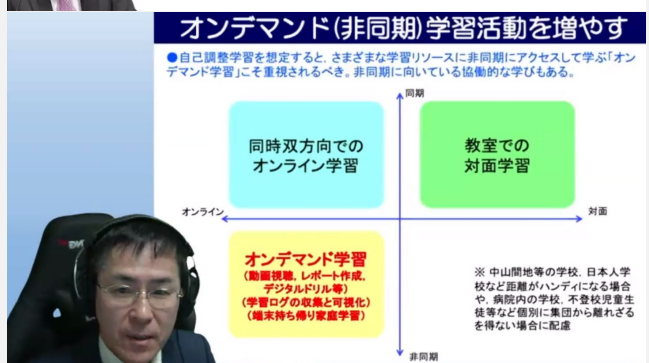 オンデマンド(非同期)学習活動を増やす
●自己調整学習を想定すると，さまざまな学習リソースに非同期にアクセスして学ぶ「オン
デマンド学習」こそ重視されるべき。非同期に向いている協働的な学びもある。
同期
同時双方向での
オンライン学習
教室での
対面学習
オンライン
対面
オンデマンド学習
(動画視聴，レポート作成，
デジタルドリル等)
(学習ログの収集と可視化)
(端末持ち帰り家庭学習)
※ 中山間地等の学校，日本人学
校など距離がハンディになる場合
や，病院内の学校，不登校児童生
徒等など個別に集団から離れざる
を得ない場合に配慮
非同期